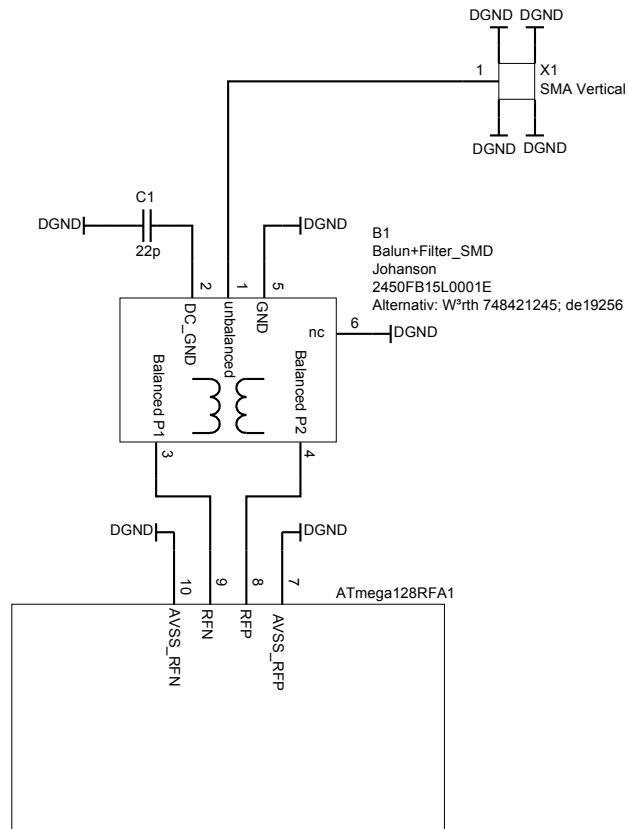 DGND DGND
1
X1
SMA Vertical
DGND
DGND
C1
DGND
22p
DGND
B1
Balun+Filter_SMD
Johanson
2450FB15L0001E
Alternativ: W³rth 748421245; de19256
2
1
5
DC_GND
unbalanced
GND
nc
6
DGND
Balanced P1
Balanced P2
3
4
DGND
DGND
10
9
8
7
ATmega128RFA1
AVSS_RFN
RFN
RFP
AVSS_RFP